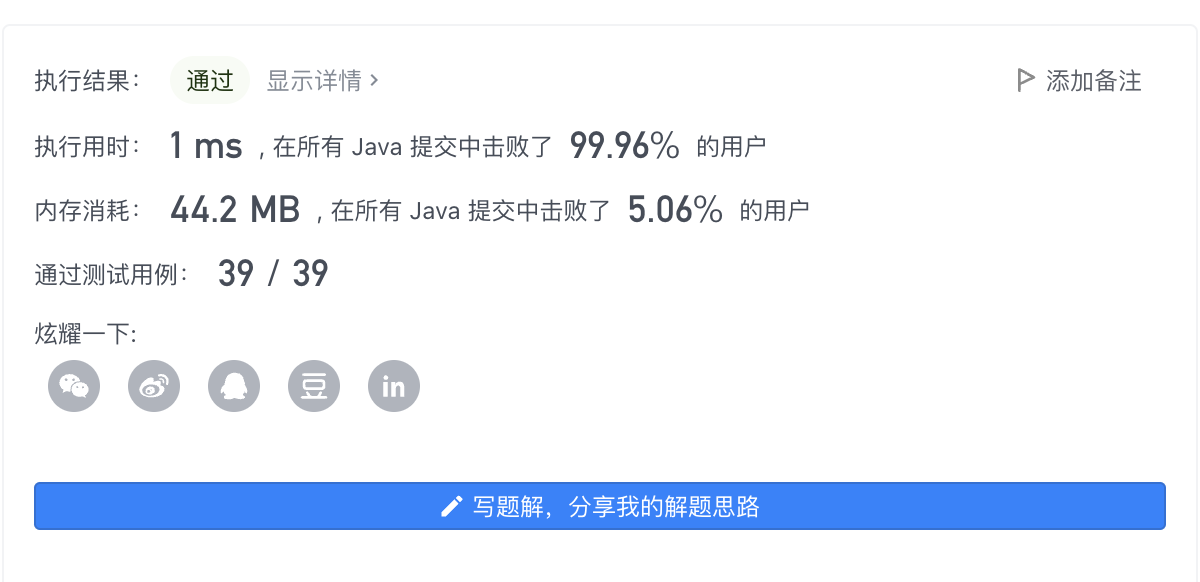 执行结果： 通过 显示详情 > 添加备注
执行用时： 1 ms , 在所有 Java 提交中击败了 99.96% 的用户
内存消耗： 44.2 MB , 在所有 Java 提交中击败了 5.06% 的用户
通过测试用例： 39 / 39
炫耀一下:
豆 in
写题解，分享我的解题思路